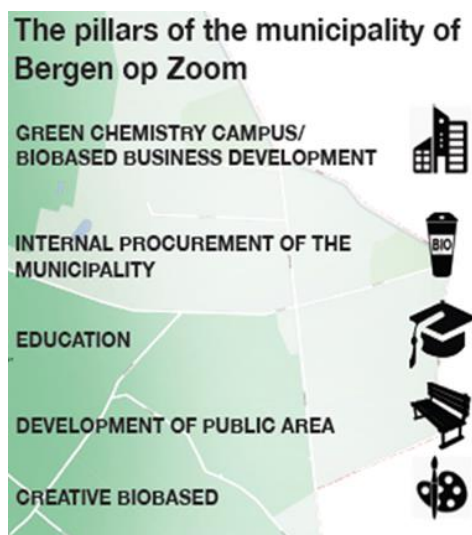 The pillars of the municipality of
Bergen op Zoom
GREEN CHEMISTRY CAMPUS/
BIOBASED BUSINESS DEVELOPMENT
INTERNAL PROCUREMENT OF THE
MUNICIPALITY
BIO
EDUCATION
DEVELOPMENT OF PUBLIC AREA
CREATIVE BIOBASED